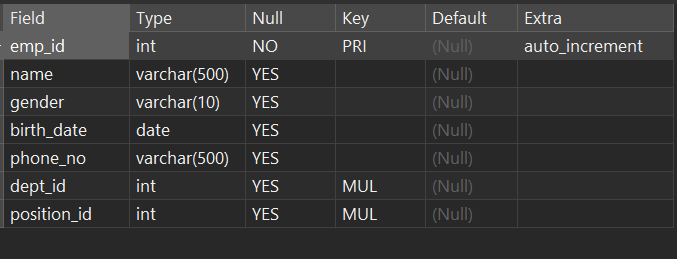 Field Type Null Key Default Extra
emp_id int NO PRI (Null) auto_increment
name varchar(500) YES (Null)
gender varchar(10) YES (Null)
birth_date date YES (Null)
phone_no varchar(500) YES (Null)
dept_id int YES MUL (Null)
position_id int YES MUL (Null)